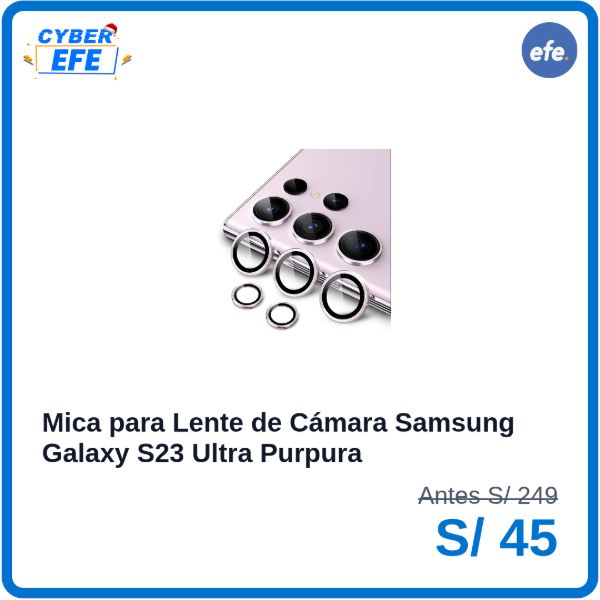 CYBER
EFE
efe.
Mica para Lente de Cámara Samsung
Galaxy S23 Ultra Purpura
Antes S/ 249
S/ 45